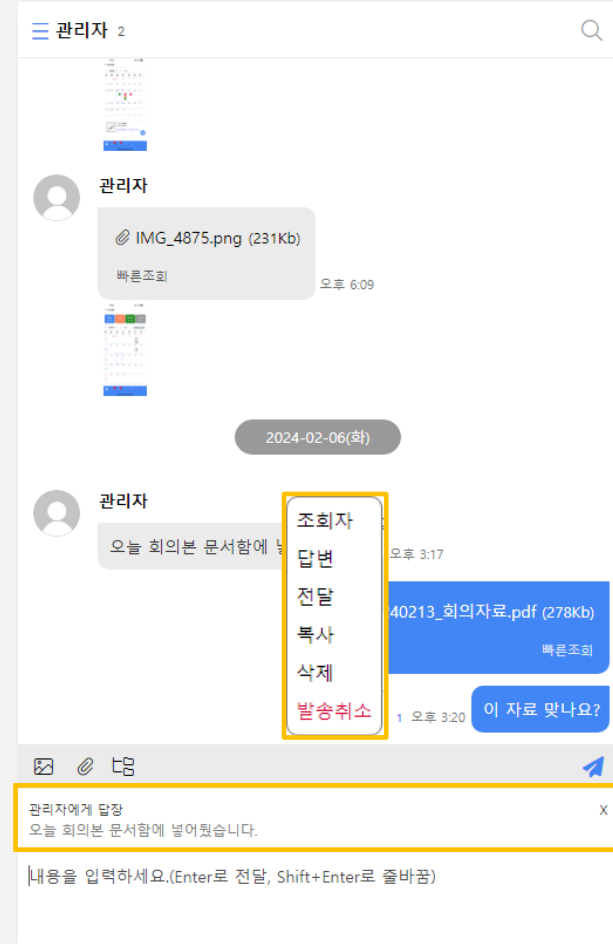 관리자 2
관리자
IMG_4875.png (231Kb)
빠른조회
오후 6:09
2024-02-06(화)
관리자
오늘 회의본 문서함에
오후 3:17
조회자
답변
전달
복사
삭제
발송취소
40213_회의자료.pdf (278Kb)
빠른조회
1 오후 3:20
이 자료 맞나요?
관리자에게 답장
X
오늘 회의본 문서함에 넣어뒀습니다.
내용을 입력하세요.(Enter로 전달, Shift+Enter로 줄바꿈)